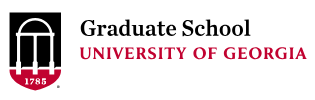 Graduate School
UNIVERSITY OF GEORGIA
1785